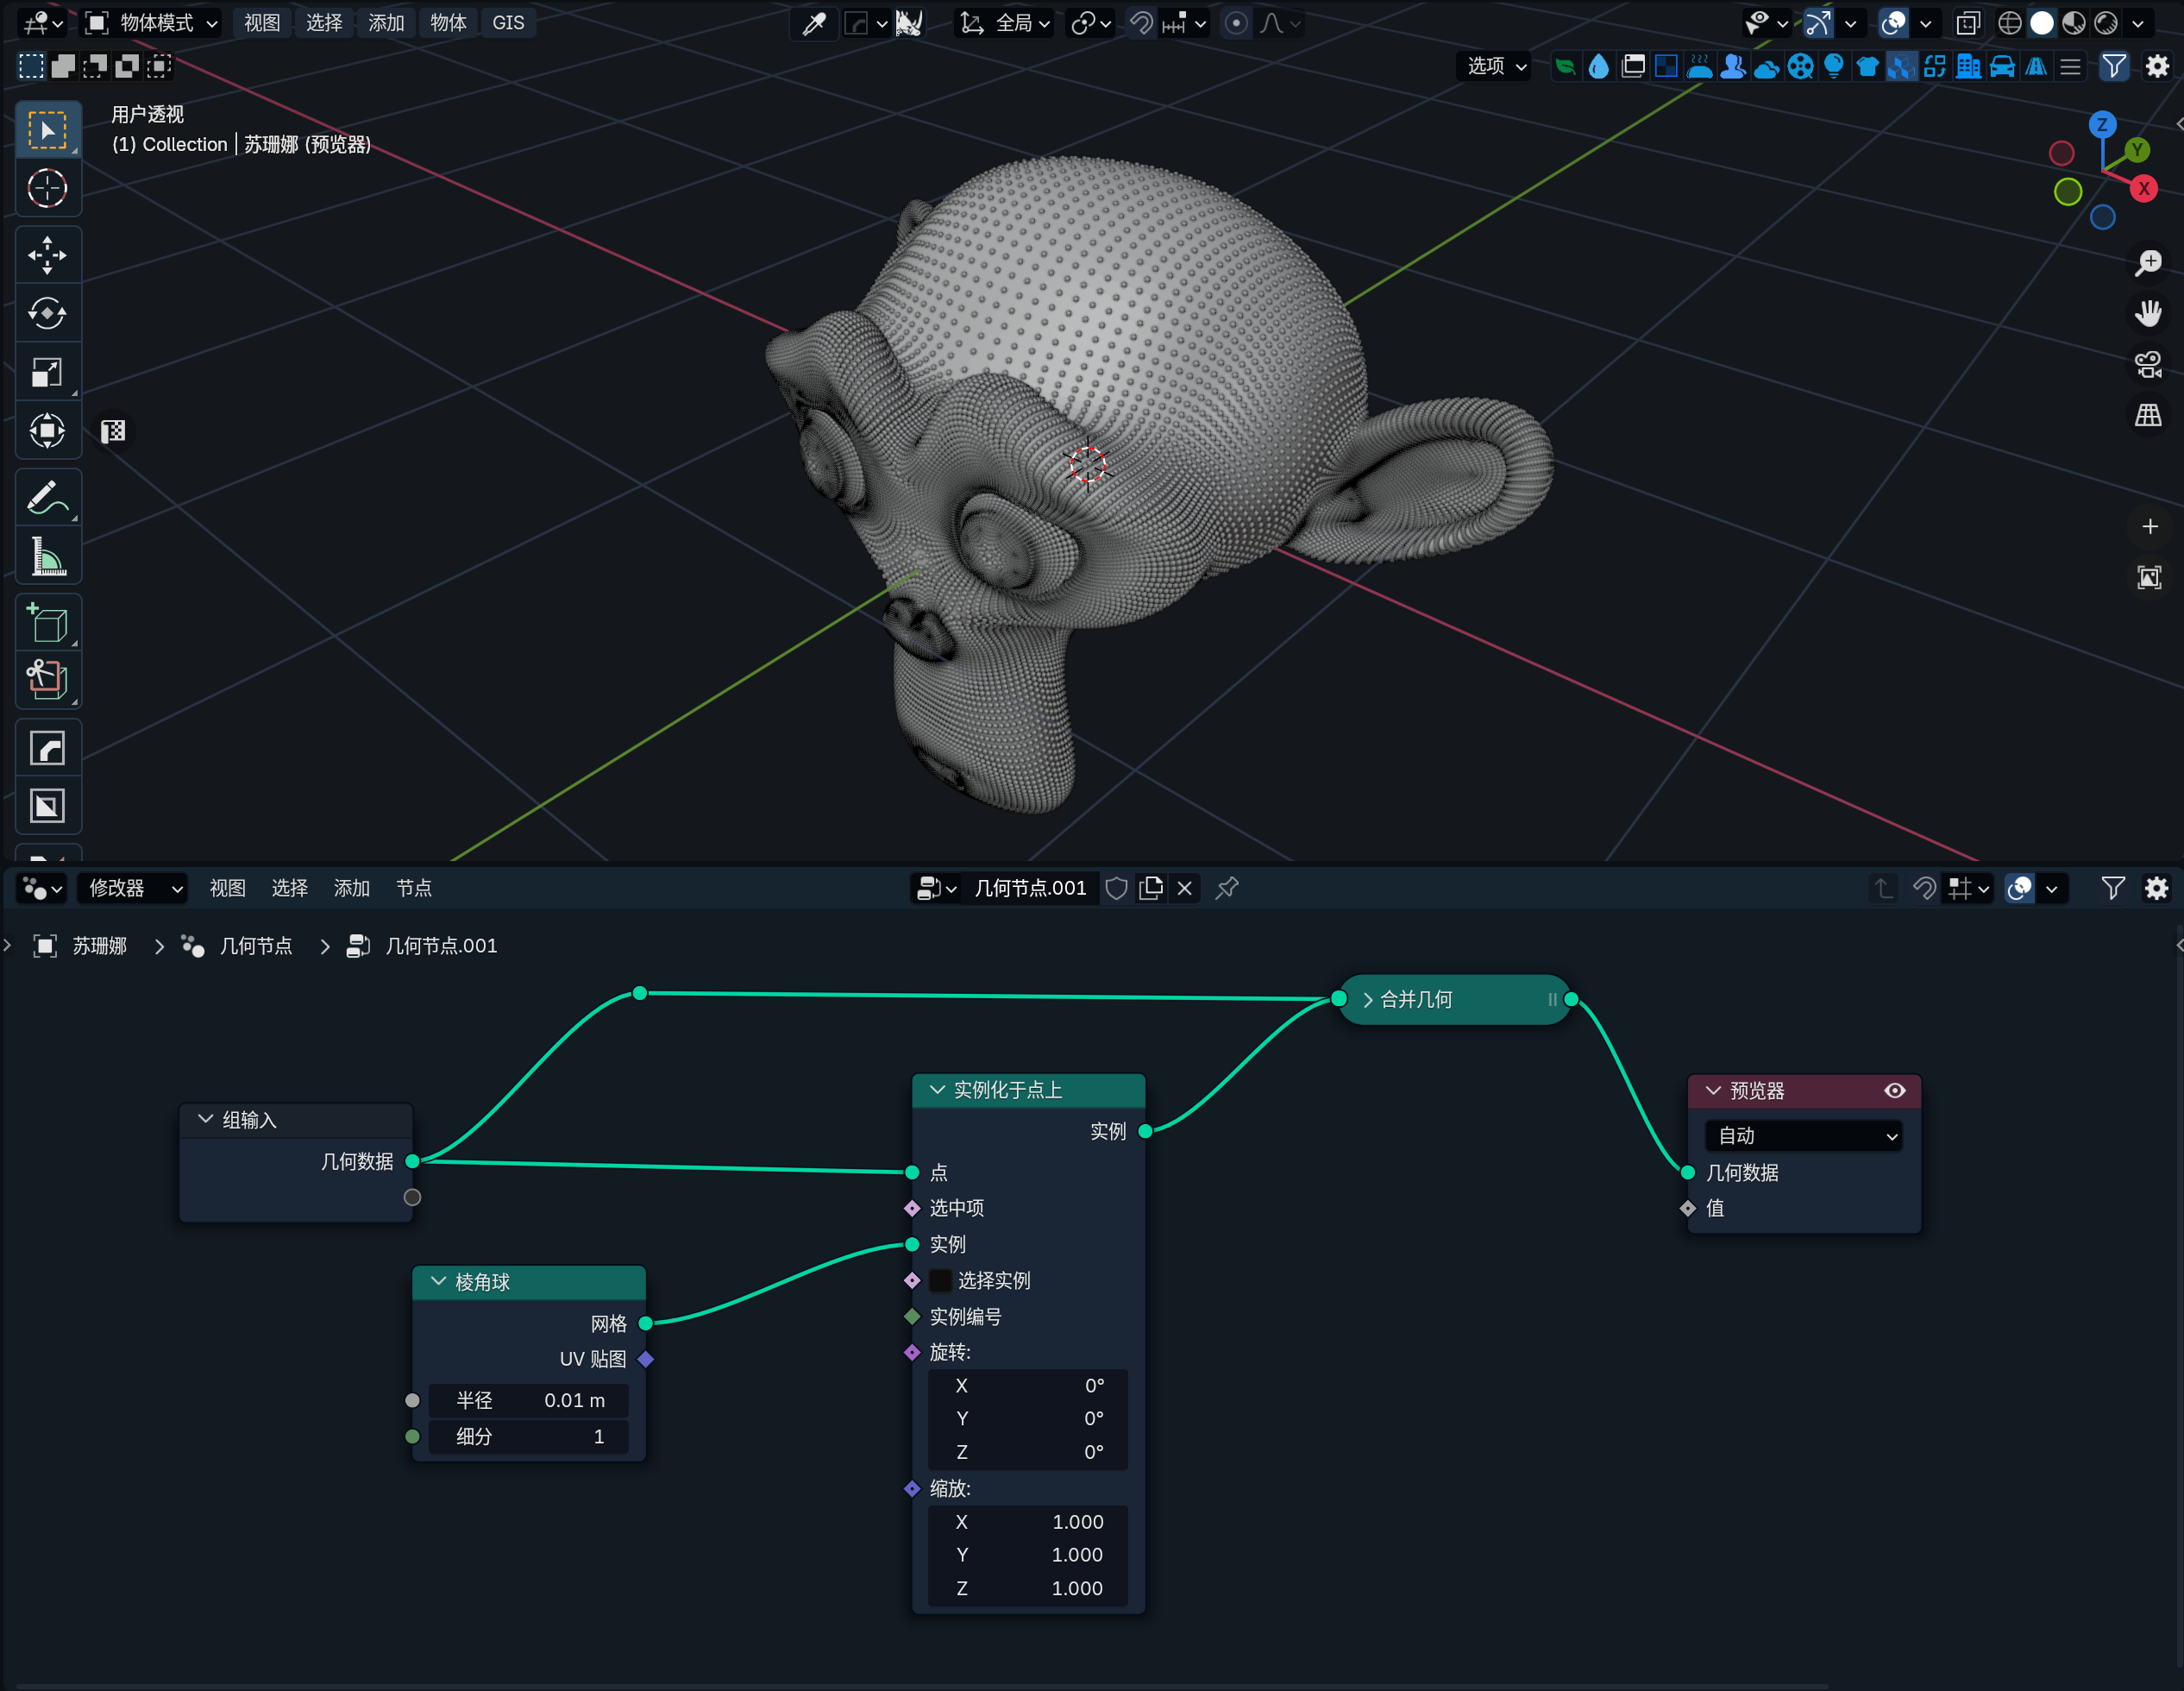 物体模式 视图 选择 添加 物体 GIS 全局
选项
用户透视
(1) Collection | 苏珊娜 (预览器)
Z
Y
X
修改器 视图 选择 添加 节点 几何节点.001
苏珊娜 几何节点 几何节点.001
合并几何
组输入
几何数据
棱角球
网格
UV 贴图
半径 0.01 m
细分 1
实例化于点上
实例
点
选中项
实例
选择实例
实例编号
旋转:
X 0°
Y 0°
Z 0°
缩放:
X 1.000
Y 1.000
Z 1.000
预览器
自动
几何数据
值